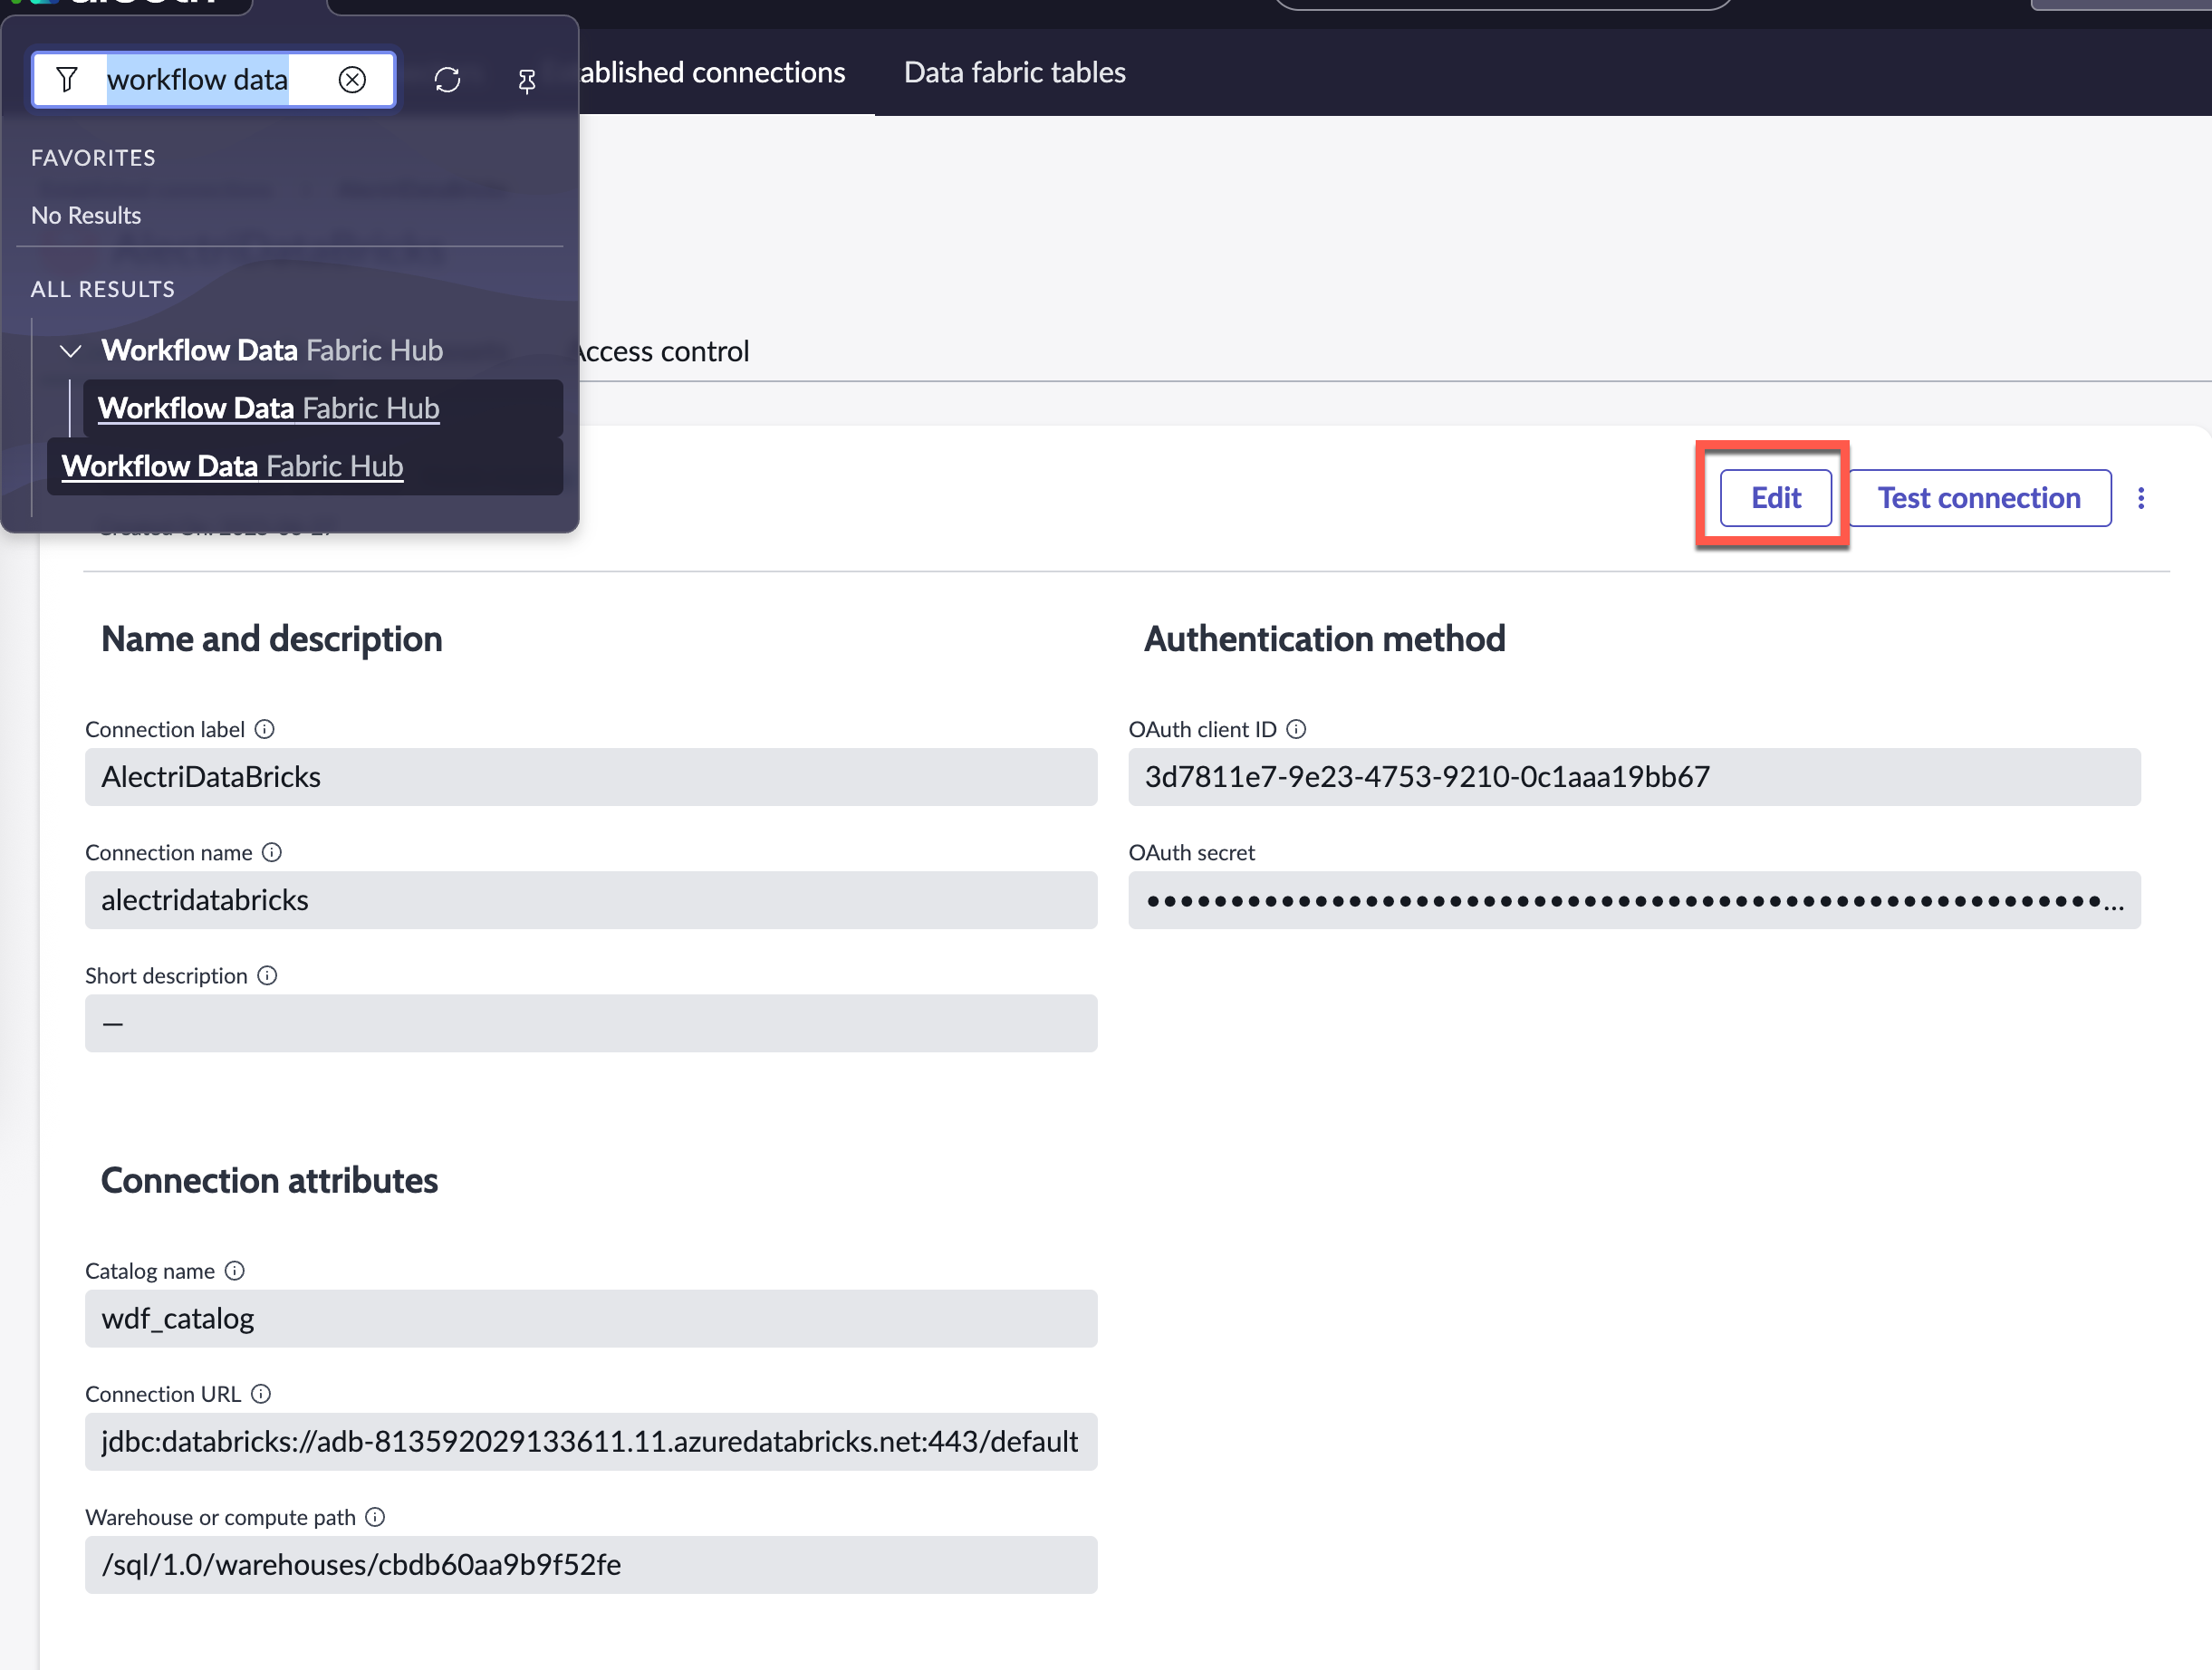 workflow data
ablished connections
Data fabric tables
FAVORITES
No Results
ALL RESULTS
Workflow Data Fabric Hub
Access control
Workflow Data Fabric Hub
Workflow Data Fabric Hub
Edit
Test connection
Name and description
Authentication method
Connection label
OAuth client ID
AlectriDataBricks
3d7811e7-9e23-4753-9210-0c1aaa19bb67
Connection name
OAuth secret
alectridatabricks
Short description
—
Connection attributes
Catalog name
wdf_catalog
Connection URL
jdbc:databricks://adb-813592029133611.11.azuredatabricks.net:443/default
Warehouse or compute path
/sql/1.0/warehouses/cbdb60aa9b9f52fe